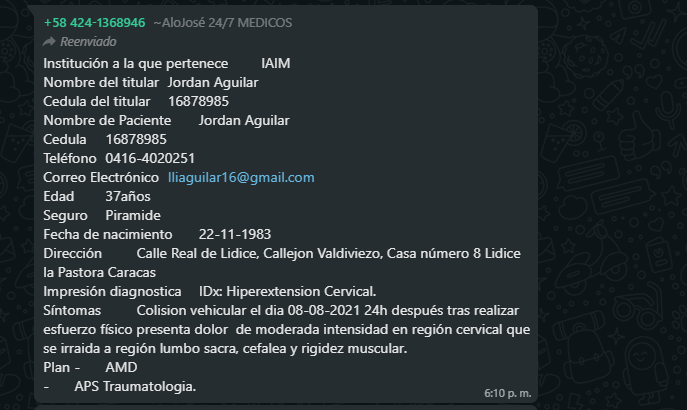 +58 424-1368946 ~AloJosé 24/7 MEDICOS
Reenviado
Institución a la que pertenece IAIM
Nombre del titular Jordan Aguilar
Cedula del titular 16878985
Nombre de Paciente Jordan Aguilar
Cedula 16878985
Teléfono 0416-4020251
Correo Electrónico lliaguilar16@gmail.com
Edad 37años
Seguro Piramide
Fecha de nacimiento 22-11-1983
Dirección Calle Real de Lidice, Callejon Valdiviezo, Casa número 8 Lidice
la Pastora Caracas
Impresión diagnostica IDx: Hiperextension Cervical.
Síntomas Colision vehicular el dia 08-08-2021 24h después tras realizar
esfuerzo físico presenta dolor de moderada intensidad en región cervical que
se irraida a región lumbo sacra, cefalea y rigidez muscular.
Plan - AMD
- APS Traumatologia.
6:10 p. m.